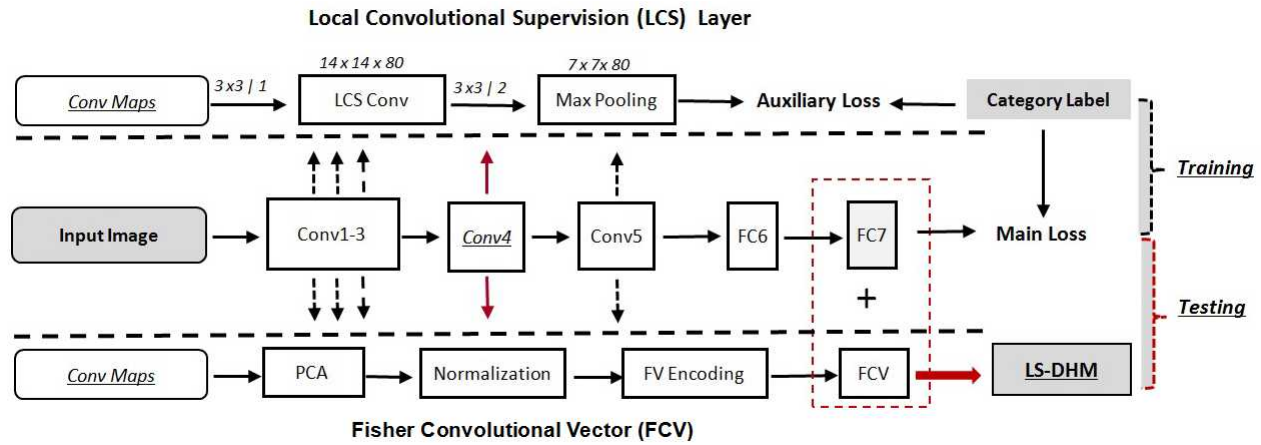 Local Convolutional Supervision (LCS) Layer
14 x 14 x 80
7 x 7x 80
Conv Maps
3 x3 | 1
LCS Conv
3x3 | 2
Max Pooling
Auxiliary Loss
Category Label
Training
Input Image
Conv1-3
Conv4
Conv5
FC6
FC7
Main Loss
+
Testing
Conv Maps
PCA
Normalization
FV Encoding
FCV
LS-DHM
Fisher Convolutional Vector (FCV)